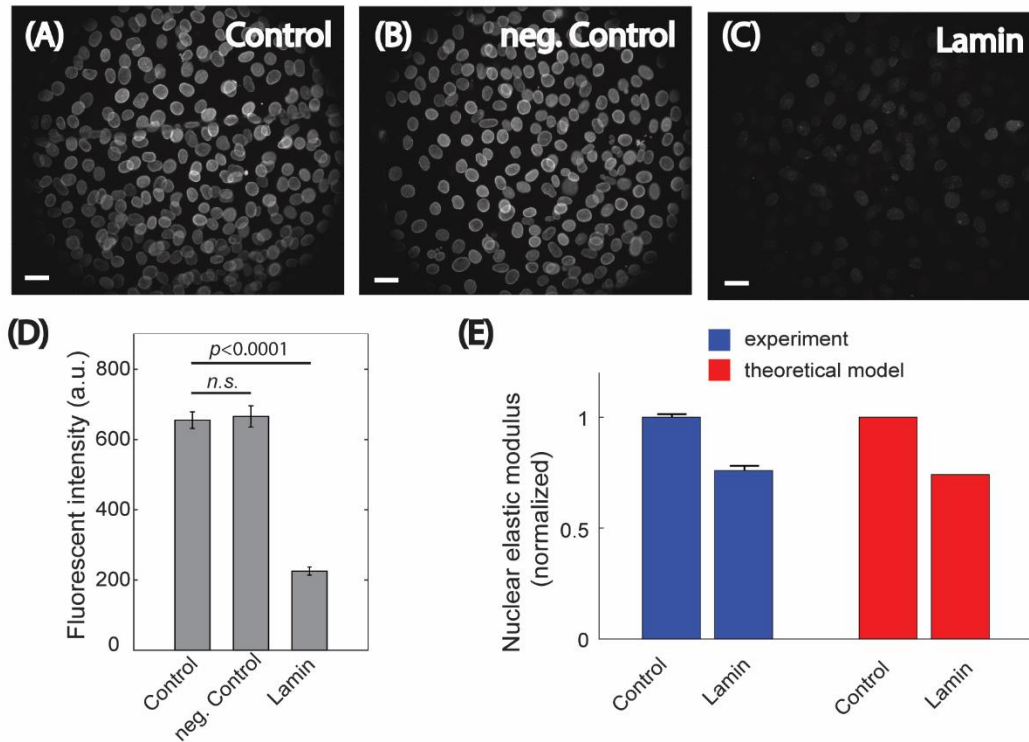 (A) Control
(B) neg. Control
(C) Lamin
(D)
Fluorescent intensity (a.u.)
800
600
400
200
0
p<0.0001
n.s.
Control
neg. Control
Lamin
(E)
experiment
theoretical model
Nuclear elastic modulus
(normalized)
1
0.5
0
Control
Lamin
Control
Lamin